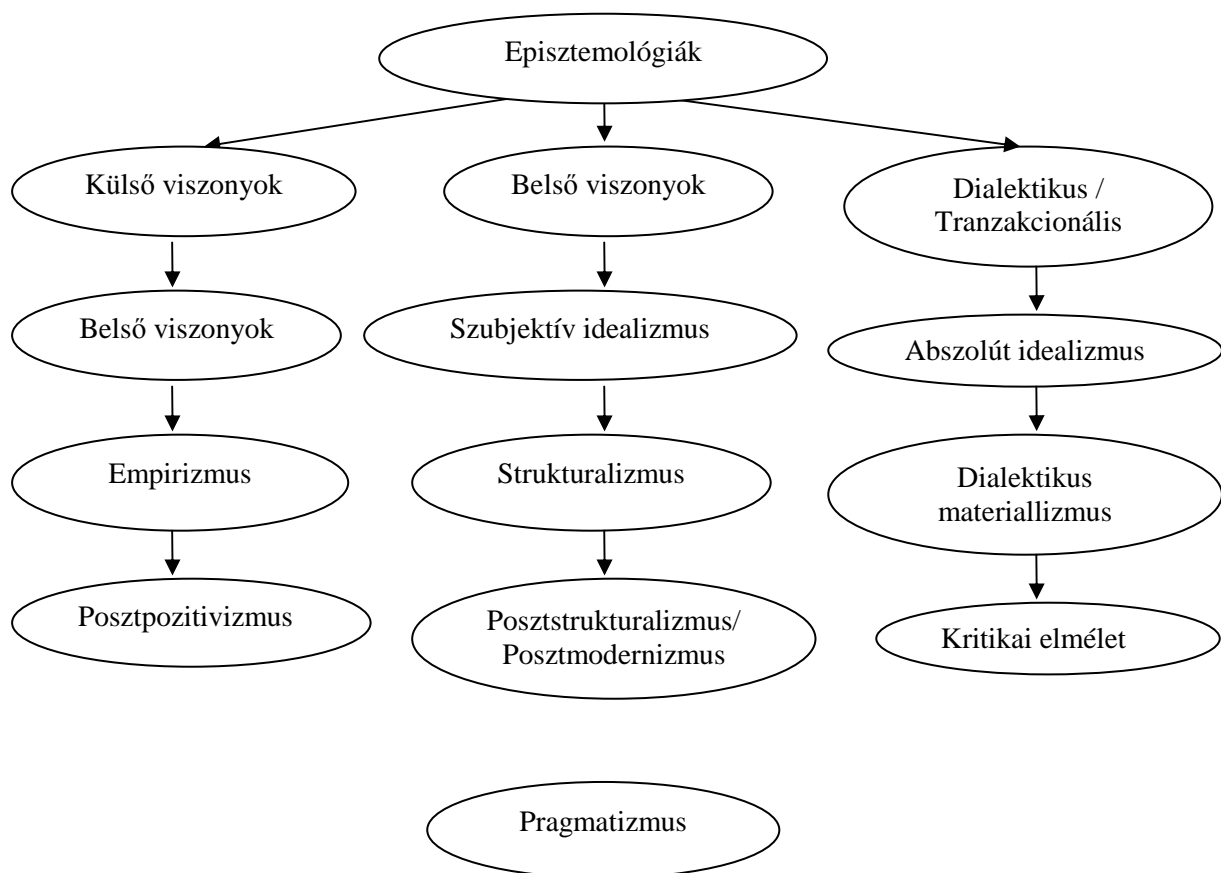 Episztemológiák
Külső viszonyok
Belső viszonyok
Dialektikus /
Tranzakcionális
Belső viszonyok
Szubjektív idealizmus
Abszolút idealizmus
Empirizmus
Strukturalizmus
Dialektikus
materiallizmus
Posztpozitivizmus
Posztstrukturalizmus/
Posztmodernizmus
Kritikai elmélet
Pragmatizmus